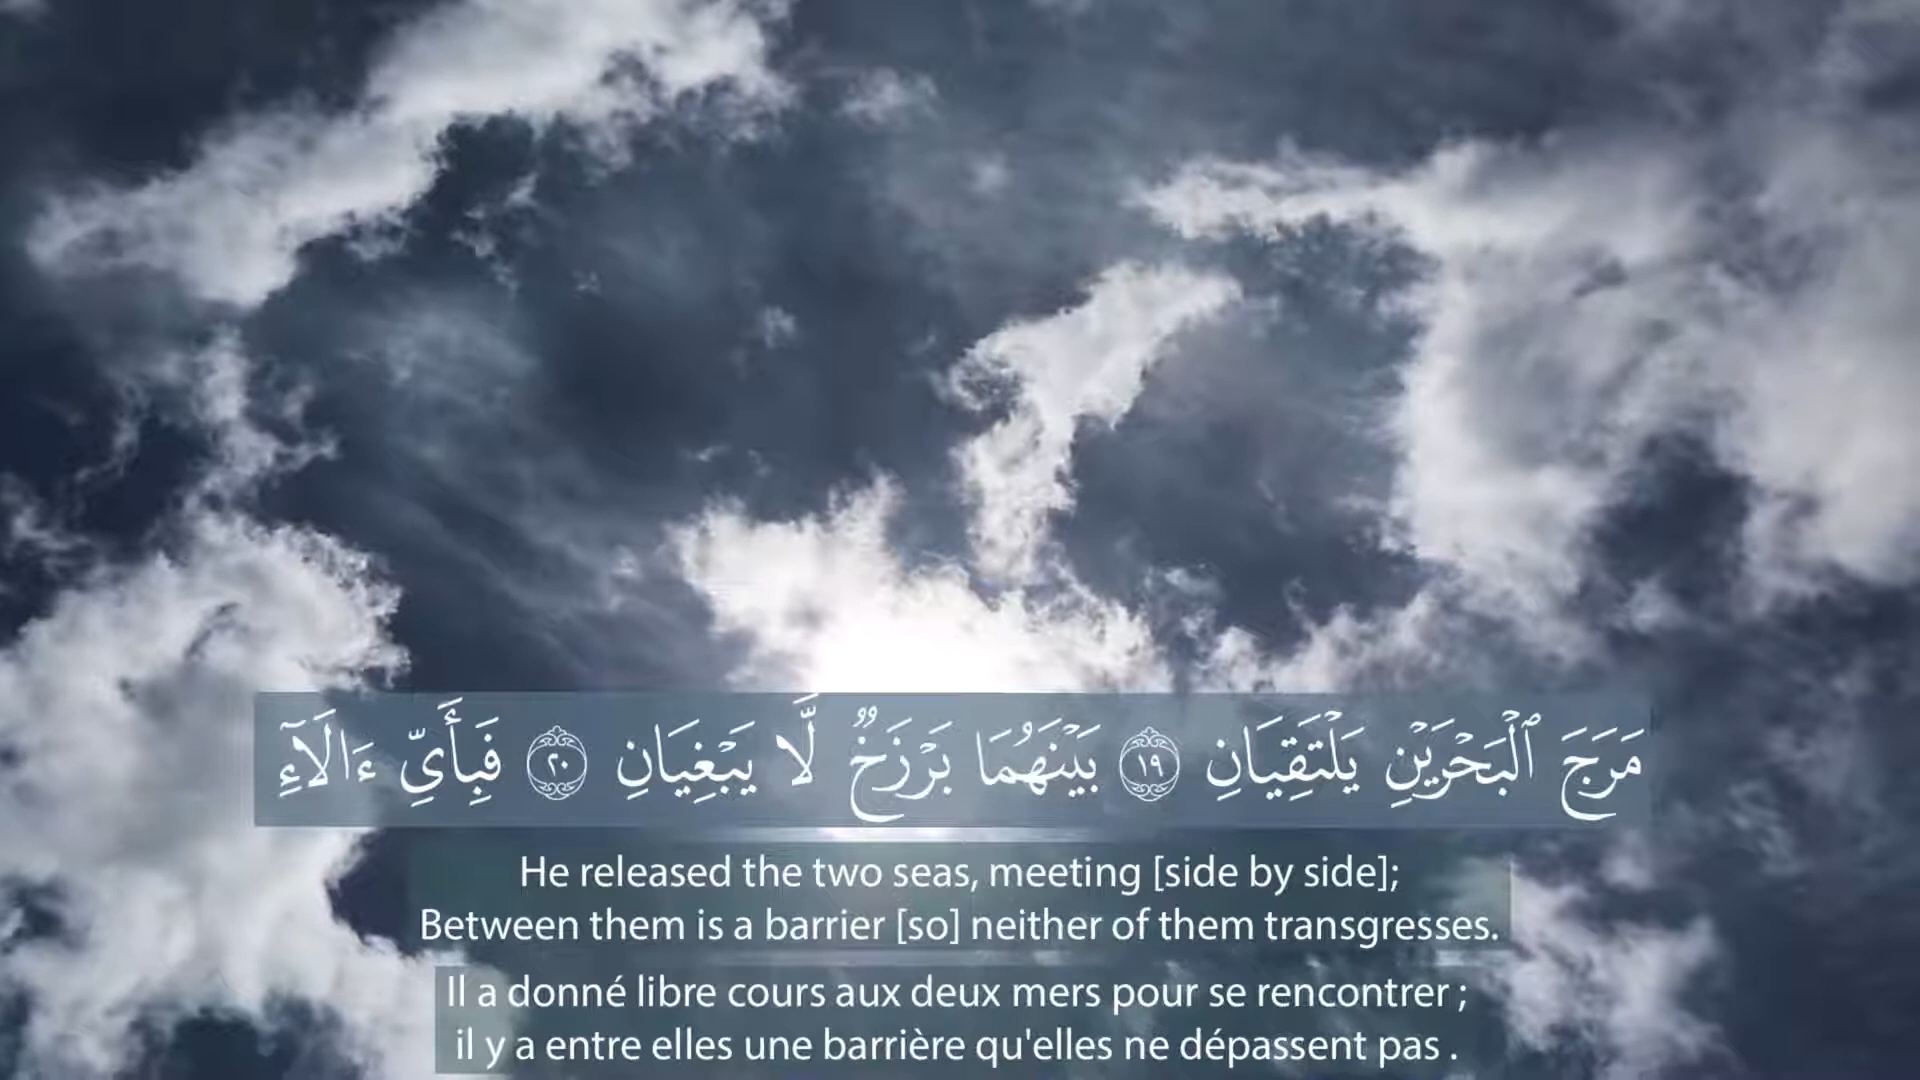 مَرَجَ ٱلْبَحْرَيْنِ يَلْتَقِيَانِ ١٩ بَيْنَهُمَا بَرْزَخٌ لَّا يَبْغِيَانِ ٢٠ فَبِأَىِّ ءَالَآءِ
He released the two seas, meeting [side by side];
Between them is a barrier [so] neither of them transgresses.
Il a donné libre cours aux deux mers pour se rencontrer ;
il y a entre elles une barrière qu'elles ne dépassent pas .